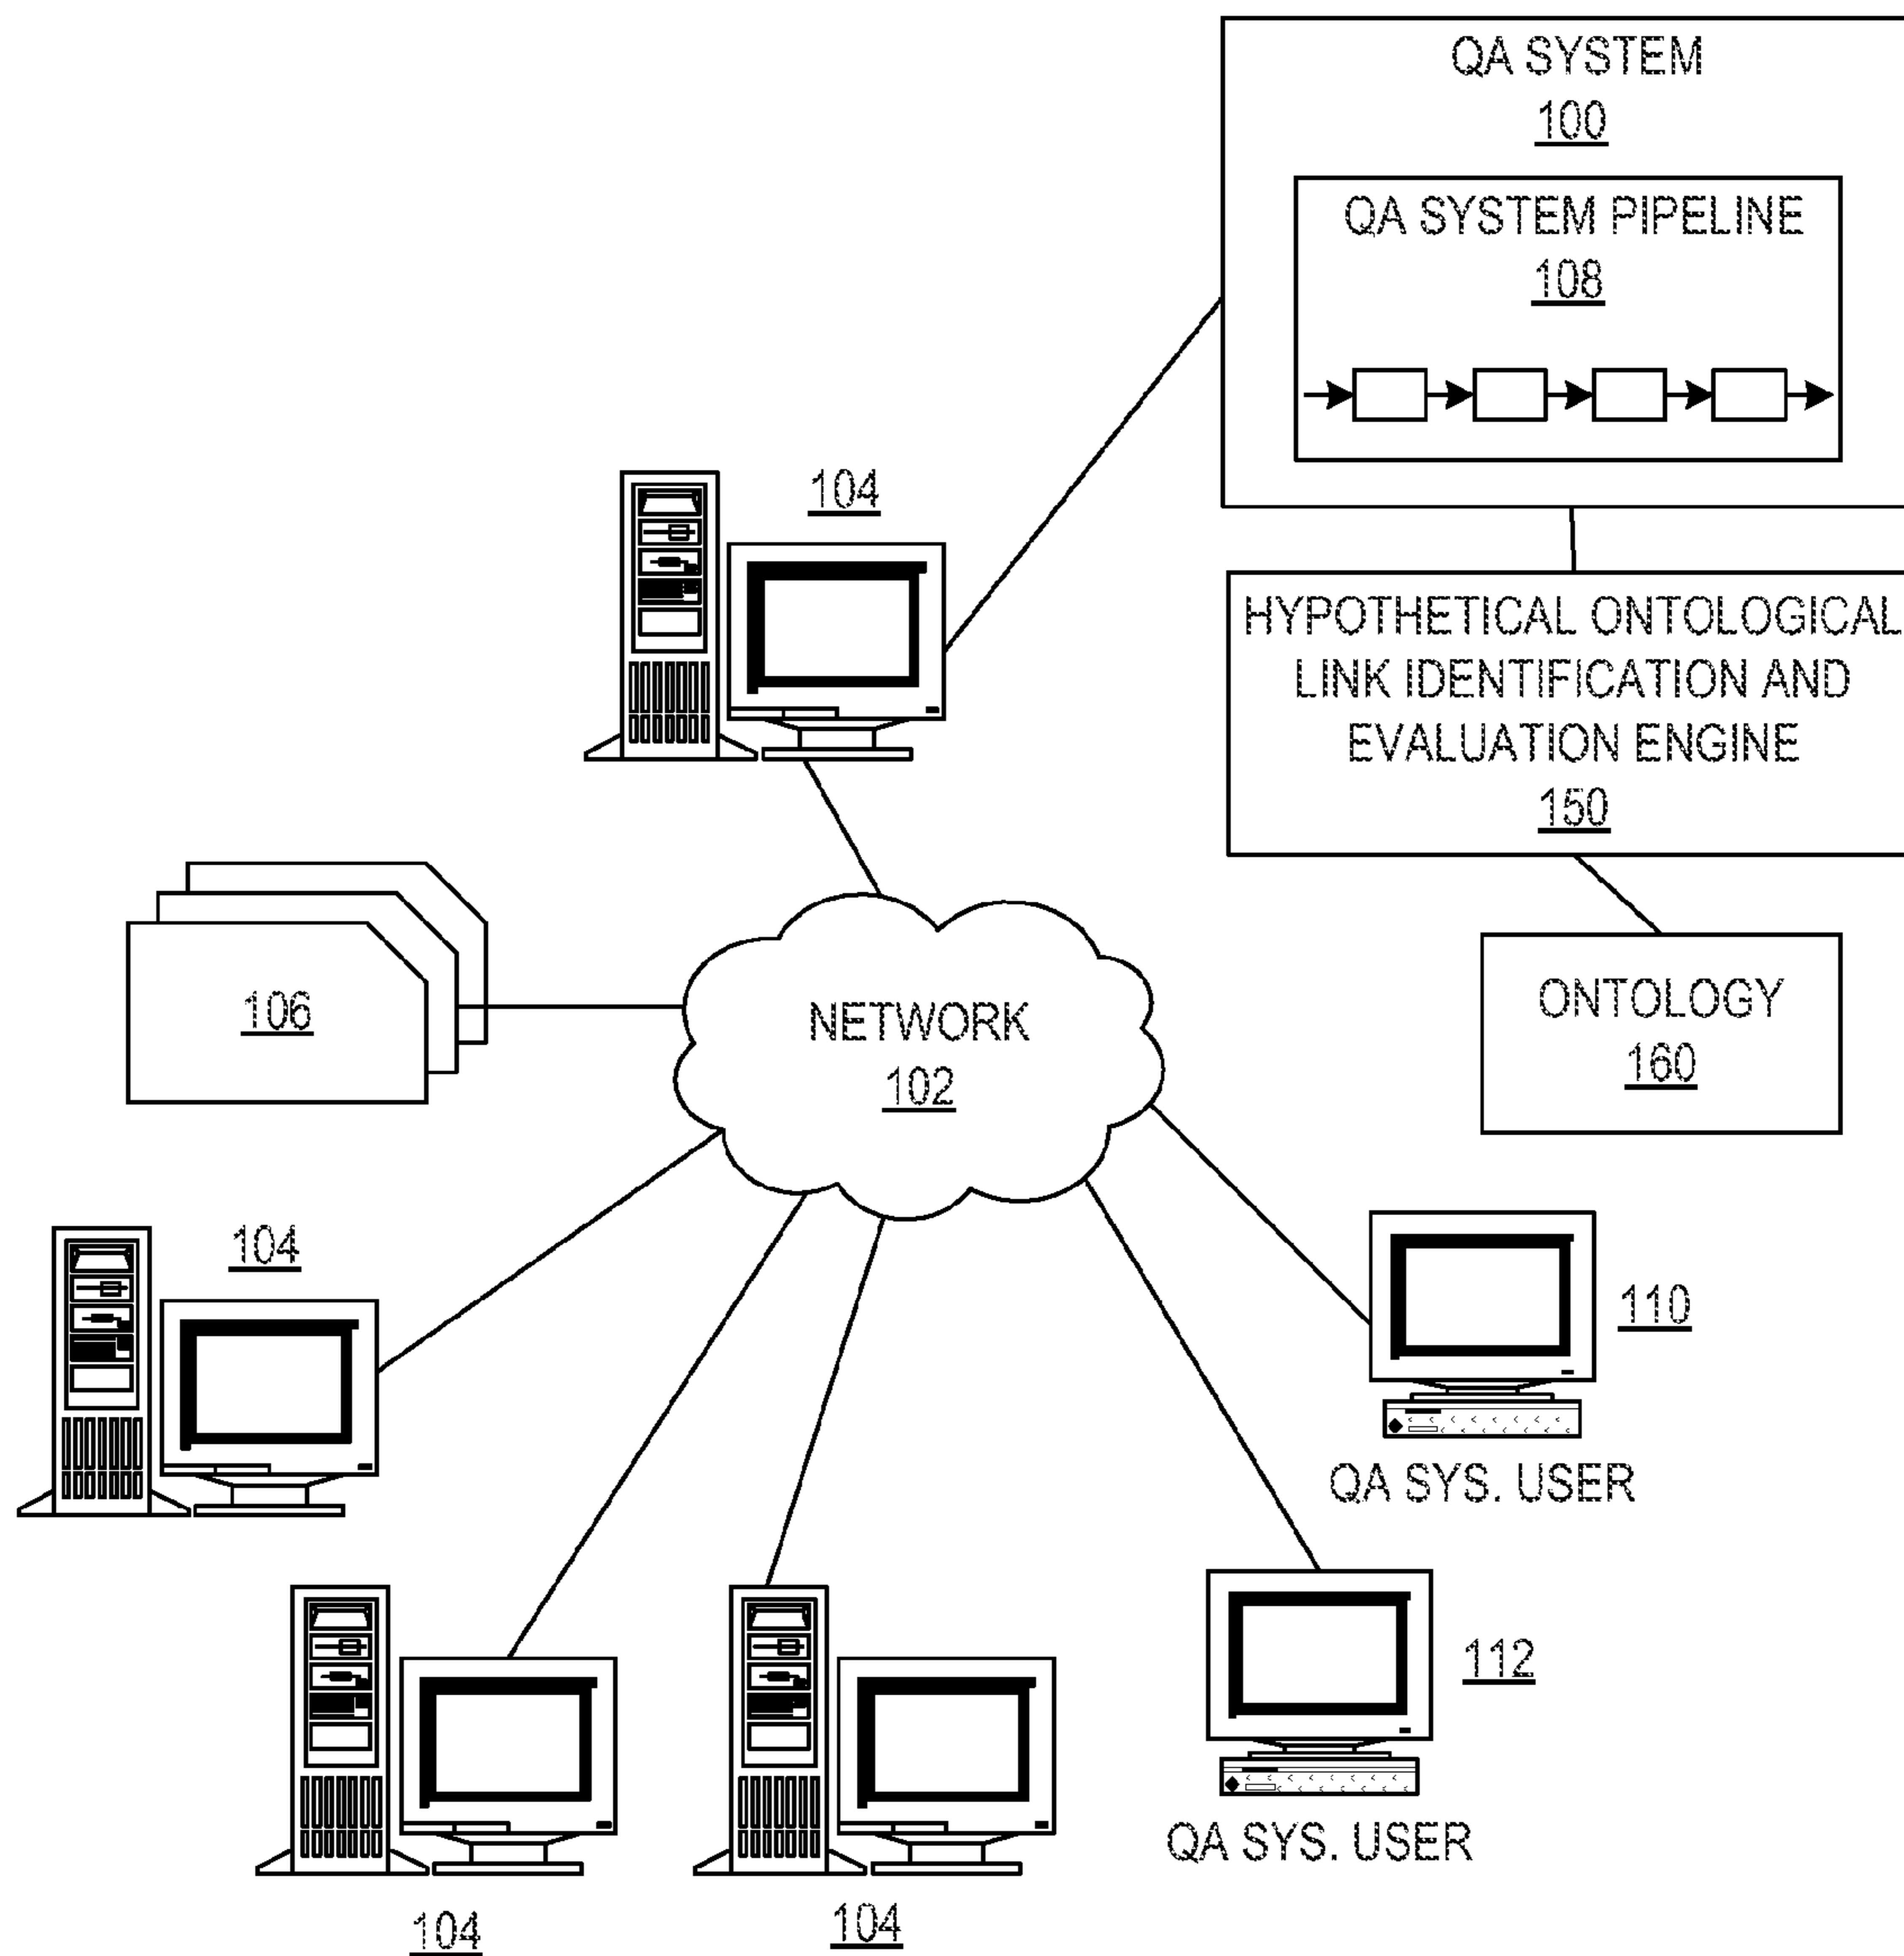 QA SYSTEM
100
QA SYSTEM PIPELINE
108
104
HYPOTHETICAL ONTOLOGICAL
LINK IDENTIFICATION AND
EVALUATION ENGINE
150
106
NETWORK
102
ONTOLOGY
160
104
110
QA SYS. USER
112
QA SYS. USER
104
104